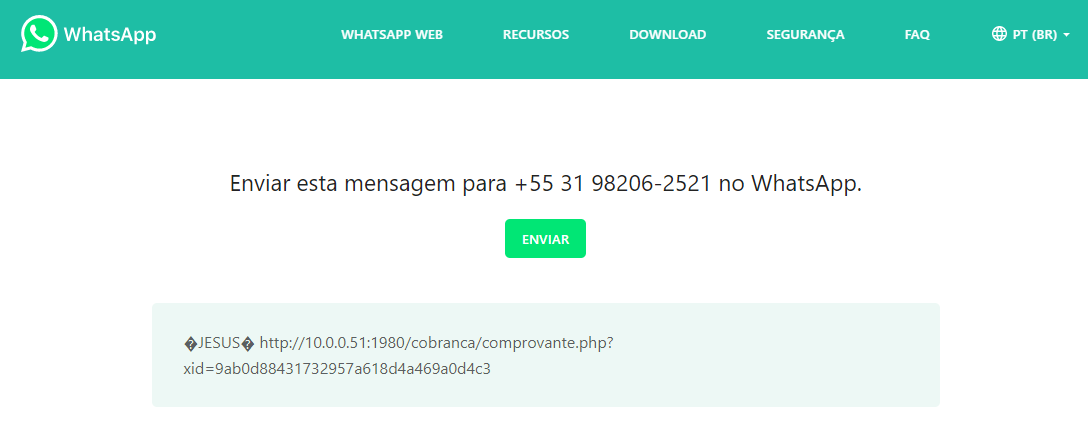 WhatsApp
WHATSAPP WEB RECURSOS DOWNLOAD SEGURANÇA FAQ PT (BR)
Enviar esta mensagem para +55 31 98206-2521 no WhatsApp.
ENVIAR
�JESUS� http://10.0.0.51:1980/cobranca/comprovante.php?
xid=9ab0d88431732957a618d4a469a0d4c3